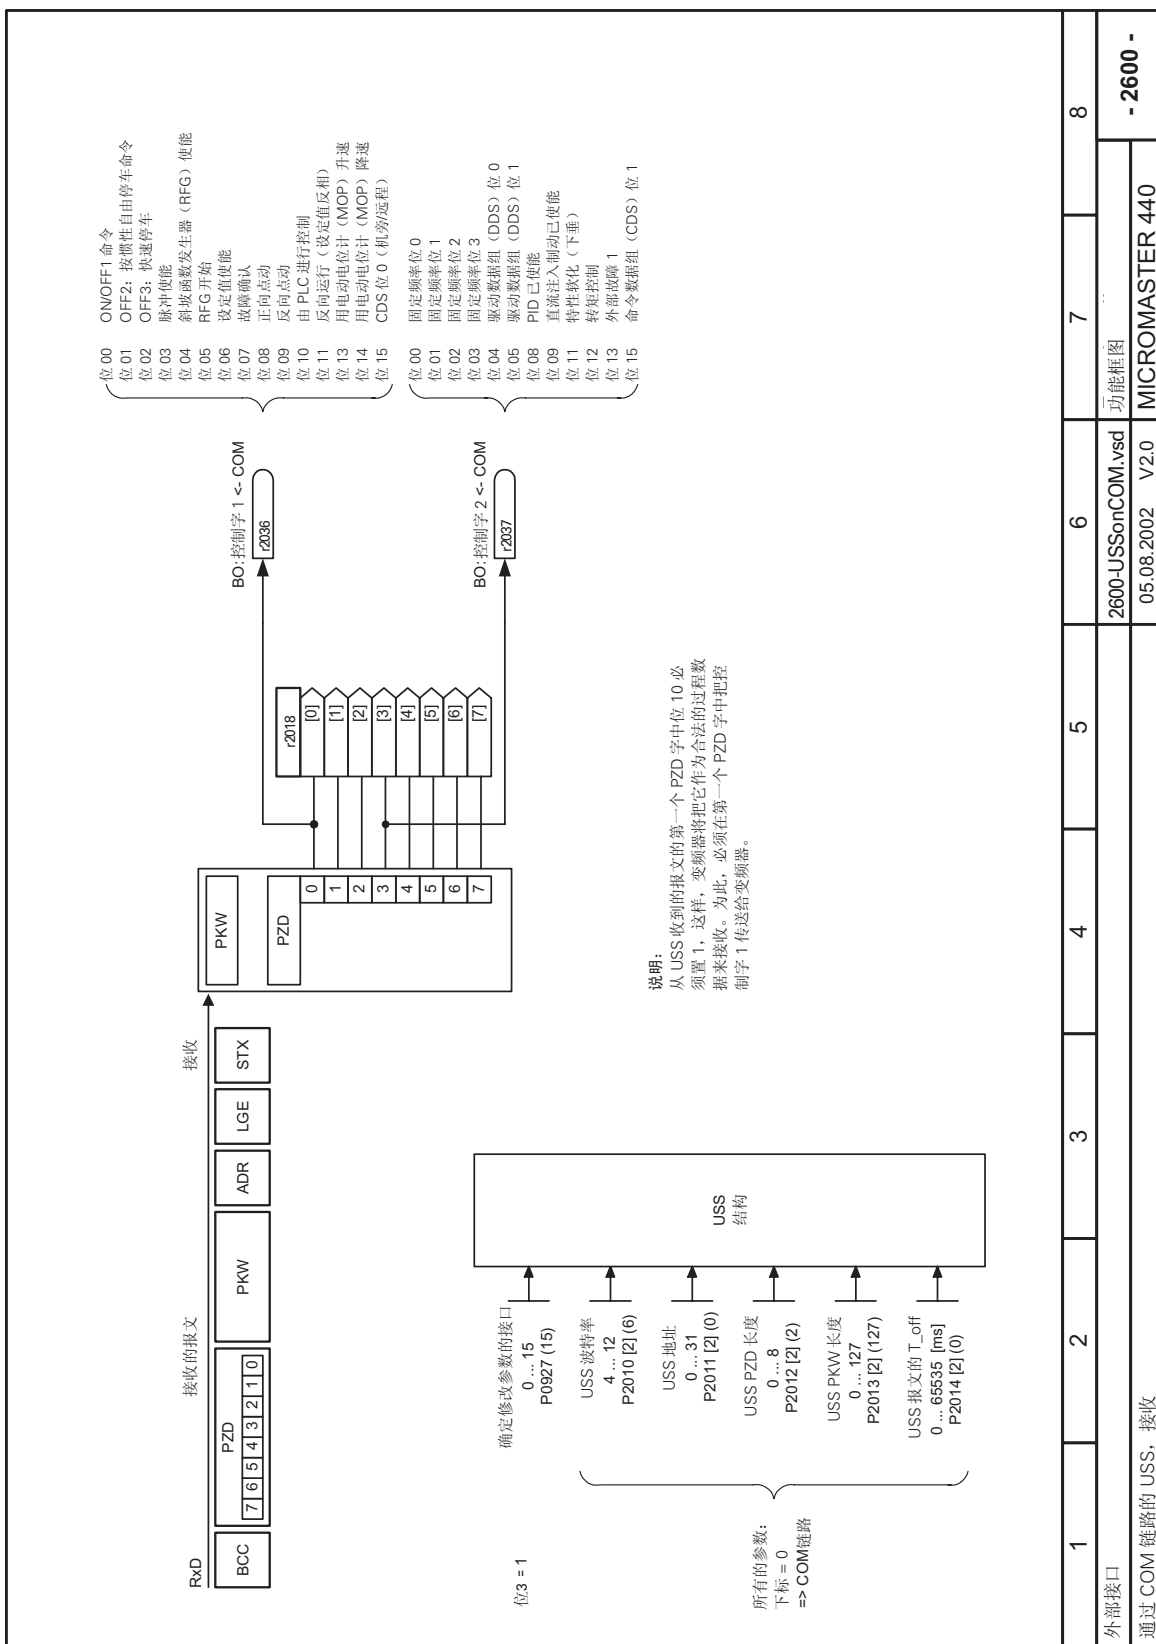 RxD
接收的报文
接收
BCC
PZD
7 6 5 4 3 2 1 0
PKW
ADR
LGE
STX
PKW
PZD
0
1
2
3
4
5
6
7
r2018
[0]
[1]
[2]
[3]
[4]
[5]
[6]
[7]
BO:控制字 1 <- COM
r2036
BO:控制字 2 <- COM
r2037
位 00 ON/OFF1 命令
位 01 OFF2：按惯性自由停车命令
位 02 OFF3：快速停车
位 03 脉冲使能
位 04 斜坡函数发生器（RFG）使能
位 05 RFG 开始
位 06 设定值使能
位 07 故障确认
位 08 正向点动
位 09 反向点动
位 10 由 PLC 进行控制
位 11 反向运行（设定值反相）
位 13 用电动电位计（MOP）升速
位 14 用电动电位计（MOP）降速
位 15 CDS 位 0（机旁/远程）
位 00 固定频率位 0
位 01 固定频率位 1
位 02 固定频率位 2
位 03 固定频率位 3
位 04 驱动数据组（DDS）位 0
位 05 驱动数据组（DDS）位 1
位 08 PID 已使能
位 09 直流注入制动已使能
位 11 特性软化（下垂）
位 12 转矩控制
位 13 外部故障 1
位 15 命令数据组（CDS）位 1
位3 = 1
确定修改参数的接口
0 ... 15
P0927 (15)
USS 波特率
4 ... 12
P2010 [2] (6)
USS 地址
0 ... 31
P2011 [2] (0)
USS PZD 长度
0 ... 8
P2012 [2] (2)
USS PKW 长度
0 ... 127
P2013 [2] (127)
USS 报文的 T_off
0 ... 65535 [ms]
P2014 [2] (0)
所有的参数：
下标 = 0
=> COM链路
USS
结构
说明：
从 USS 收到的报文的第一个 PZD 字中位 10 必
须置 1，这样，变频器将把它作为合法的过程数
据来接收。为此，必须在第一个 PZD 字中把控
制字 1 传送给变频器。
1 2 3 4 5 6 7 8
外部接口
2600-USSonCOM.vsd
功能框图
- 2600 -
通过 COM 链路的 USS，接收
05.08.2002 V2.0
MICROMASTER 440